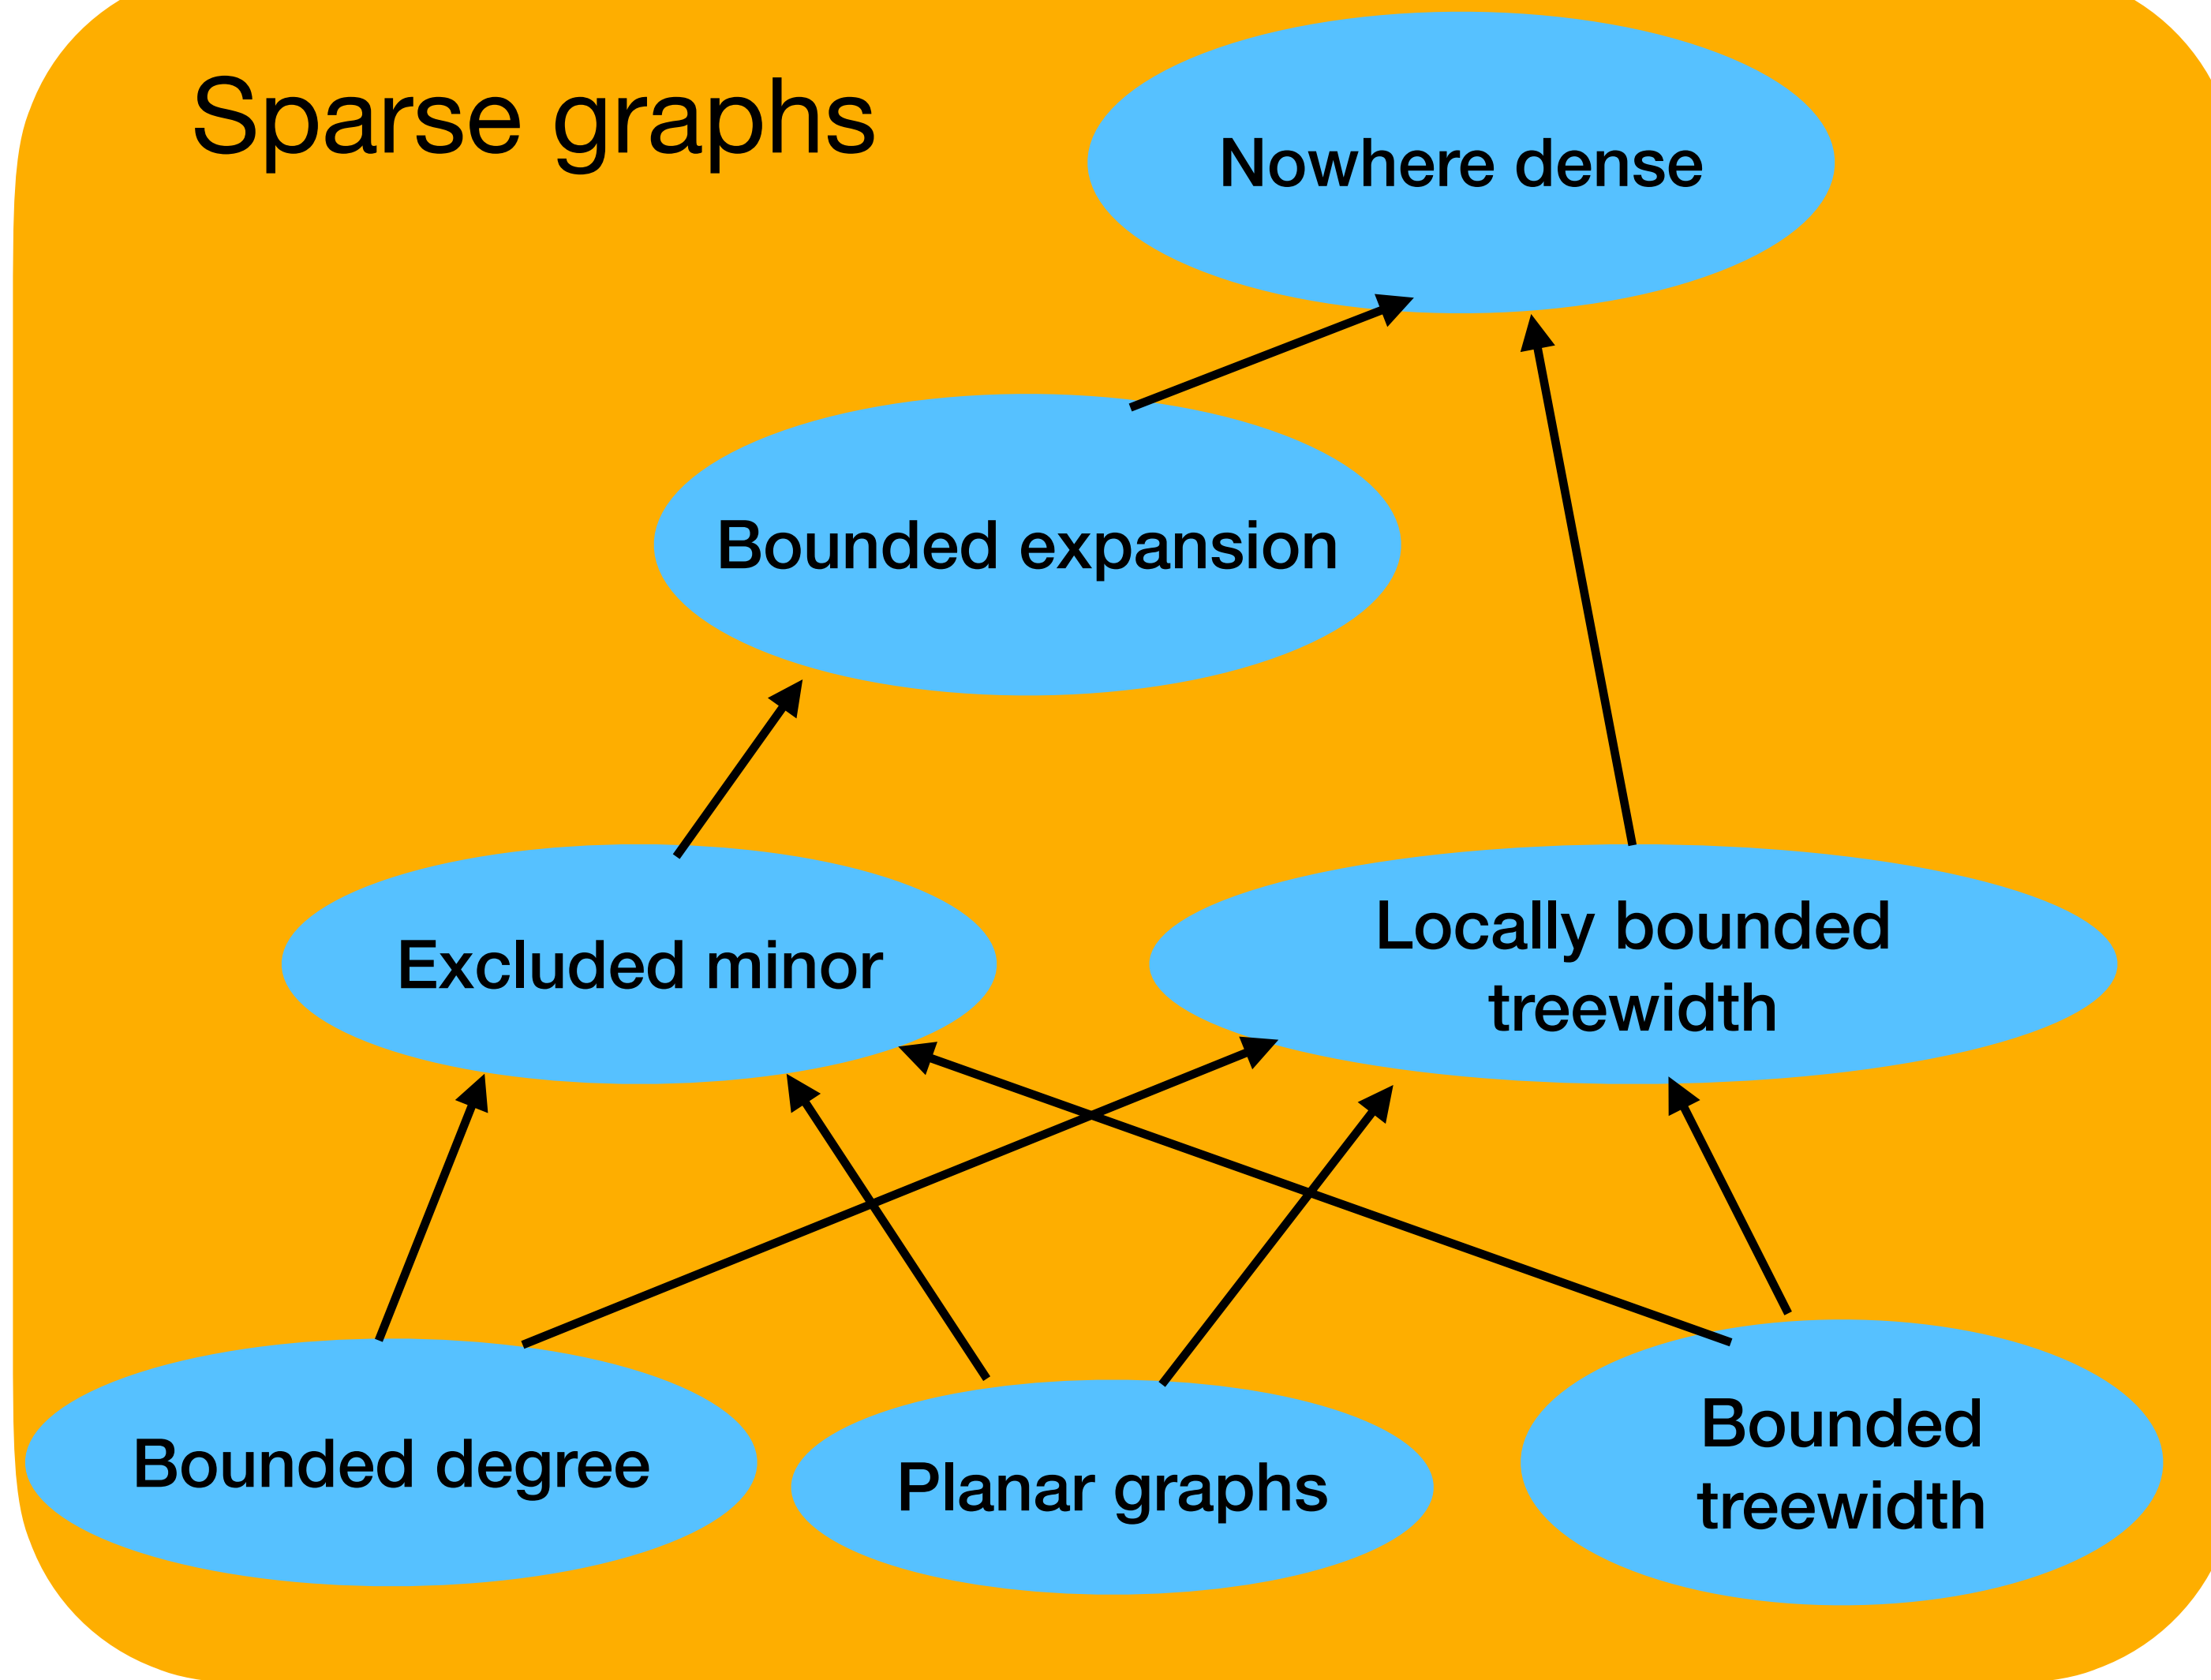 Sparse graphs
Nowhere dense
Bounded expansion
Excluded minor
Locally bounded
treewidth
Bounded degree
Planar graphs
Bounded
treewidth